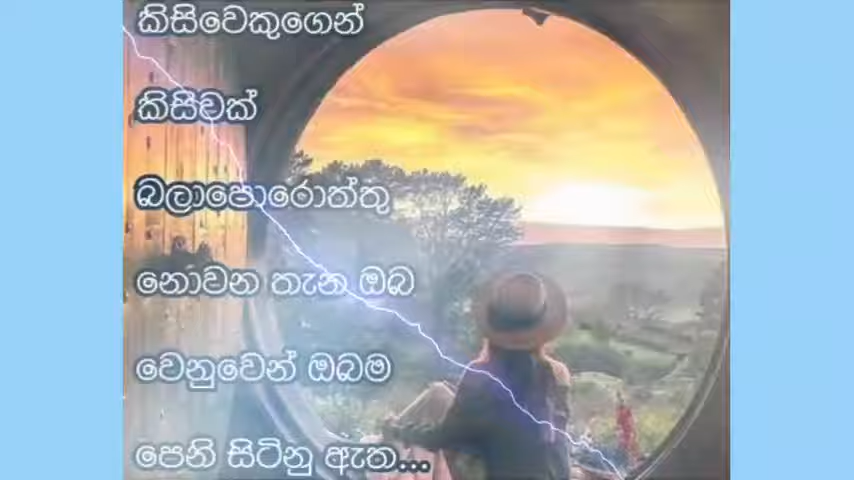 කිසිවෙකුගෙන්
කිසිවක්
බලාපොරොත්තු
නොවන තැන ඔබ
වෙනුවෙන් ඔබම
පෙනි සිටිනු ඇත...